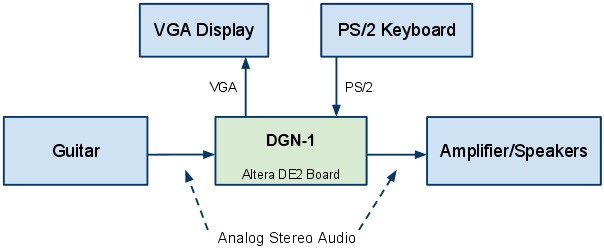 VGA Display
PS/2 Keyboard
VGA
PS/2
Guitar
DGN-1
Altera DE2 Board
Amplifier/Speakers
Analog Stereo Audio